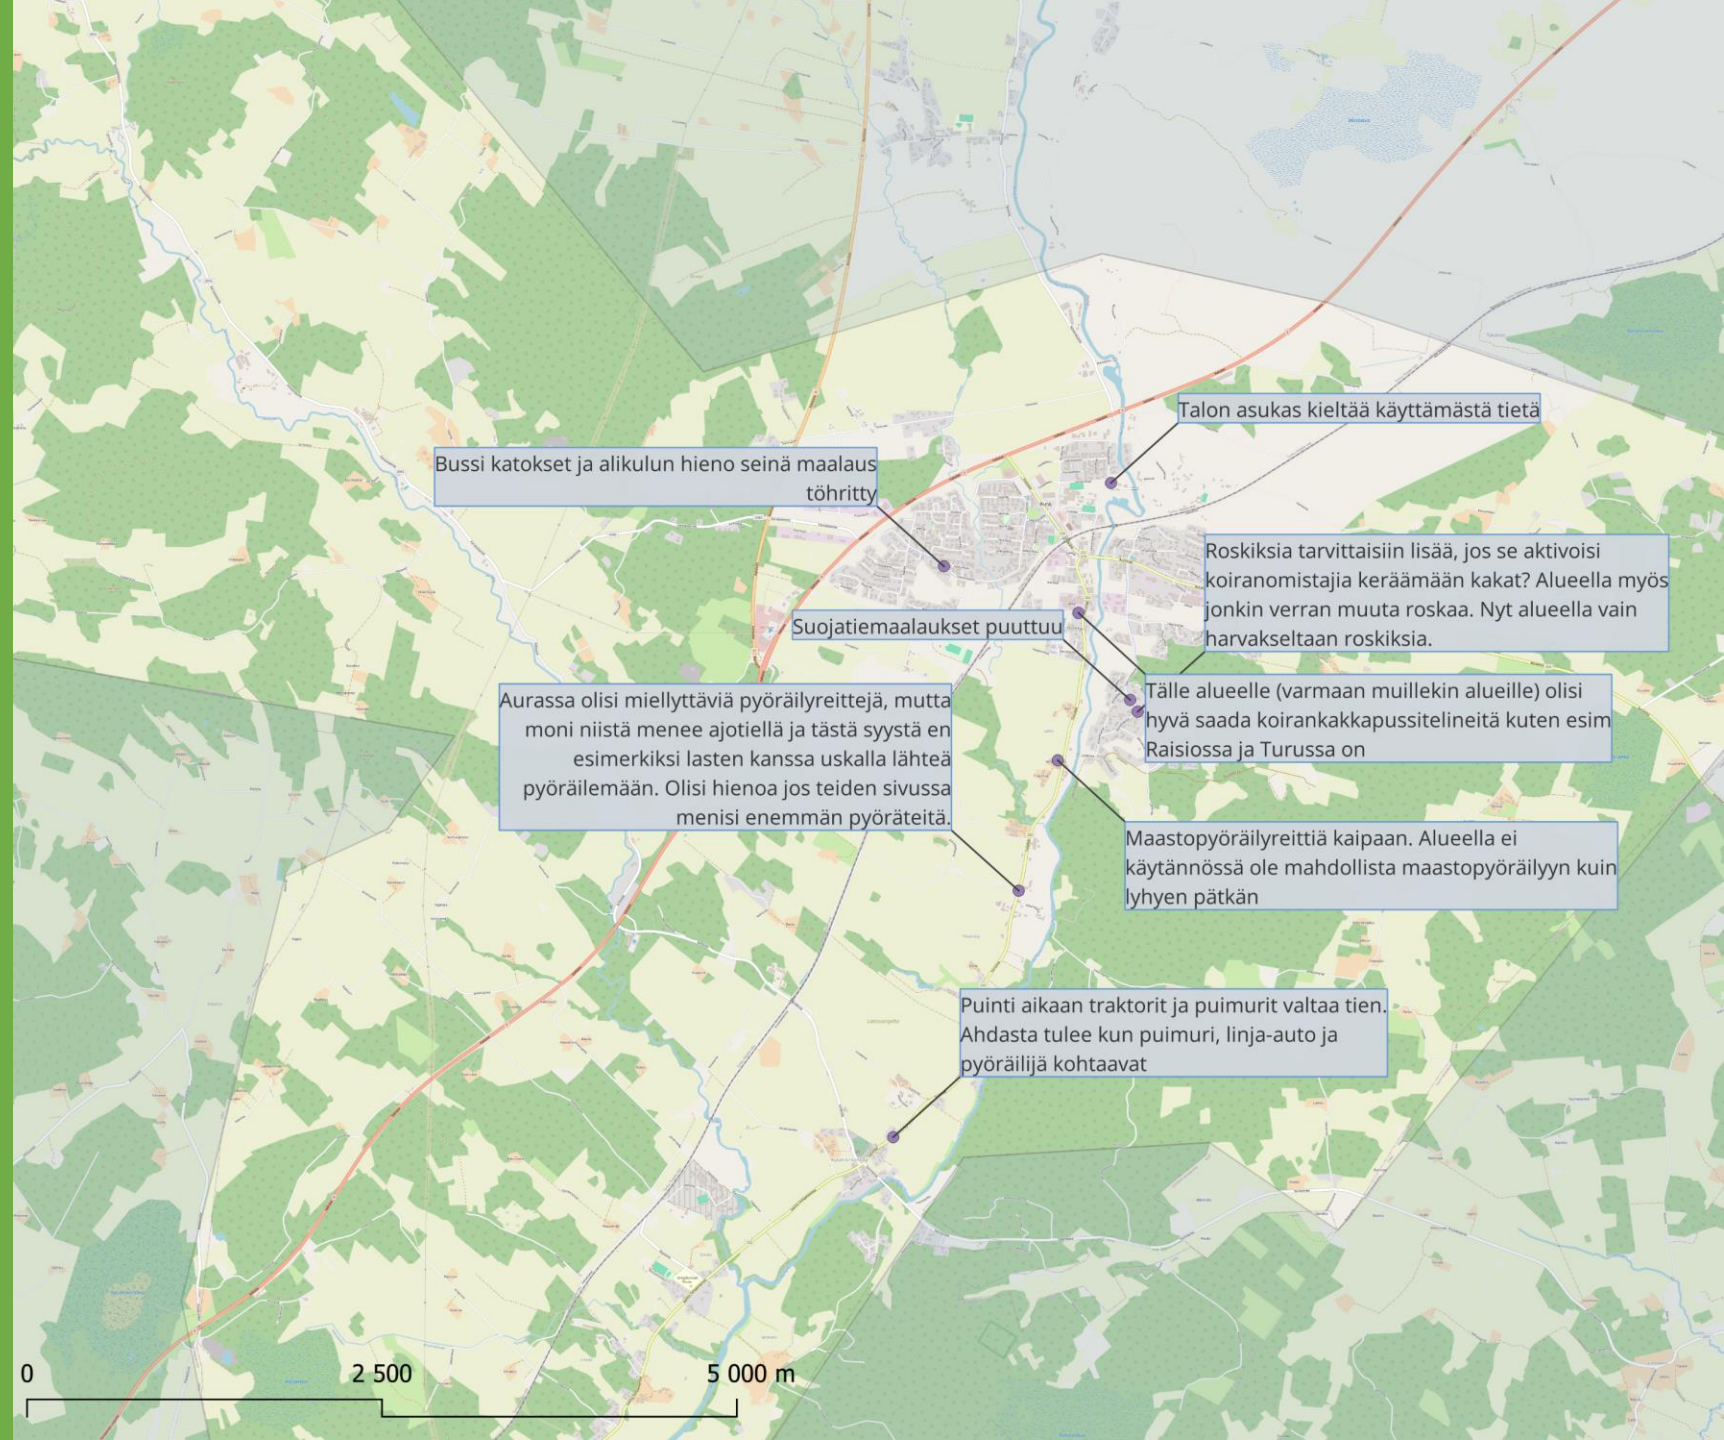 Talon asukas kieltää käyttämästä tietä
Bussi katokset ja alikulun hieno seinä maalaus
töhritty
Roskiksia tarvittaisiin lisää, jos se aktivoisi
koiranomistajia keräämään kakat? Alueella myös
jonkin verran muuta roskaa. Nyt alueella vain
harvakseltaan roskiksia.
Suojatiemaalaukset puuttuu
Tälle alueelle (varmaan muillekin alueille) olisi
hyvä saada koirankakkapussitelineitä kuten esim
Raisiossa ja Turussa on
Aurassa olisi miellyttäviä pyöräilyreittejä, mutta
moni niistä menee ajotiellä ja tästä syystä en
esimerkiksi lasten kanssa uskalla lähteä
pyöräilemään. Olisi hienoa jos teiden sivussa
menisi enemmän pyöräteitä.
Maastopyöräilyreittiä kaipaan. Alueella ei
käytännössä ole mahdollista maastopyöräilyyn kuin
lyhyen pätkän
Puinti aikaan traktorit ja puimurit valtaa tien.
Ahdasta tulee kun puimuri, linja-auto ja
pyöräilijä kohtaavat
0 2 500 5 000 m